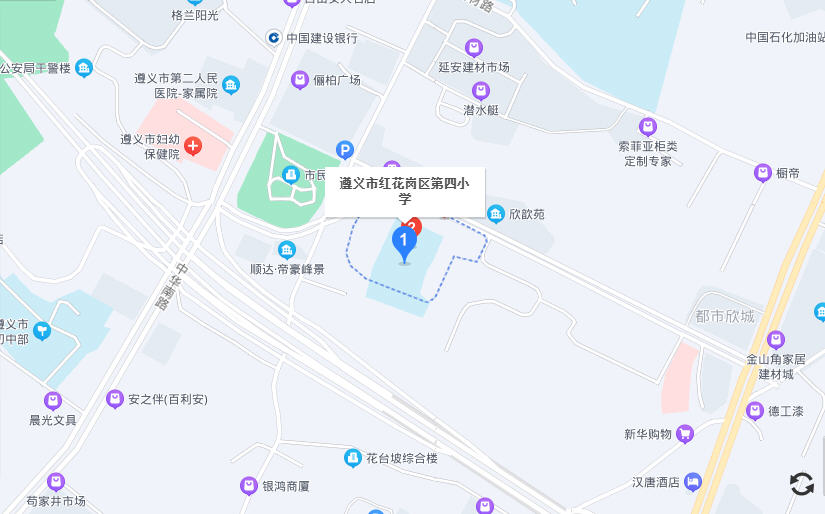 格兰阳光
中国建设银行
中国石化加油站
延安建材市场
公安局干警楼
遵义市第二人民
医院-家属院
俪柏广场
潜水艇
遵义市妇幼
保健院
P
索菲亚柜类
定制专家
橱帝
市民
遵义市红花岗区第四小
学
欣歆苑
2
1
顺达·帝豪峰景
中华南路
都市欣城
遵义市
初中部
金山角家居
建材城
安之伴(百利安)
晨光文具
德工漆
新华购物
花台坡综合楼
汉唐酒店
银鸿商厦
苟家井市场